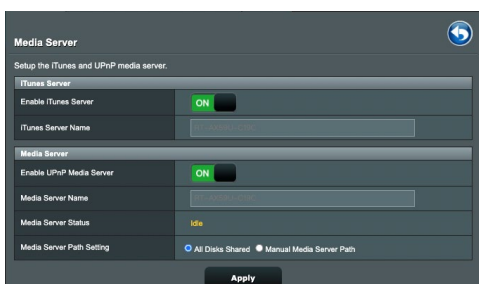 Media Server
Setup the iTunes and UPnP media server.
iTunes Server
Enable iTunes Server ON
iTunes Server Name
Media Server
Enable UPnP Media Server ON
Media Server Name
Media Server Status Idle
Media Server Path Setting All Disks Shared Manual Media Server Path
Apply